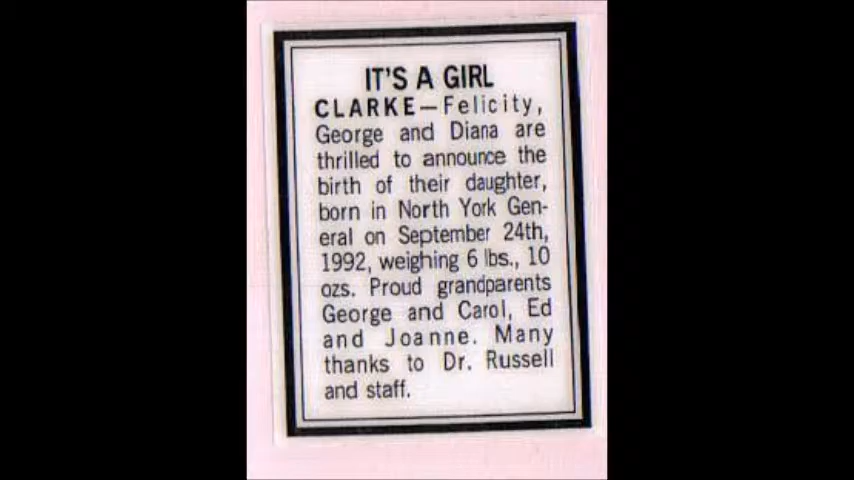 IT'S A GIRL
CLARKE—Felicity,
George and Diana are
thrilled to announce the
birth of their daughter,
born in North York Gen-
eral on September 24th,
1992, weighing 6 lbs., 10
ozs. Proud grandparents
George and Carol, Ed
and Joanne. Many
thanks to Dr. Russell
and staff.